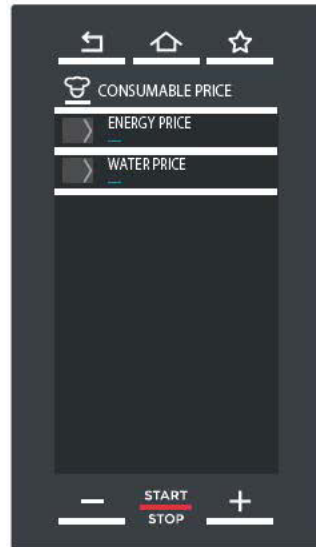 CONSUMABLE PRICE
ENERGY PRICE
WATER PRICE
START
STOP